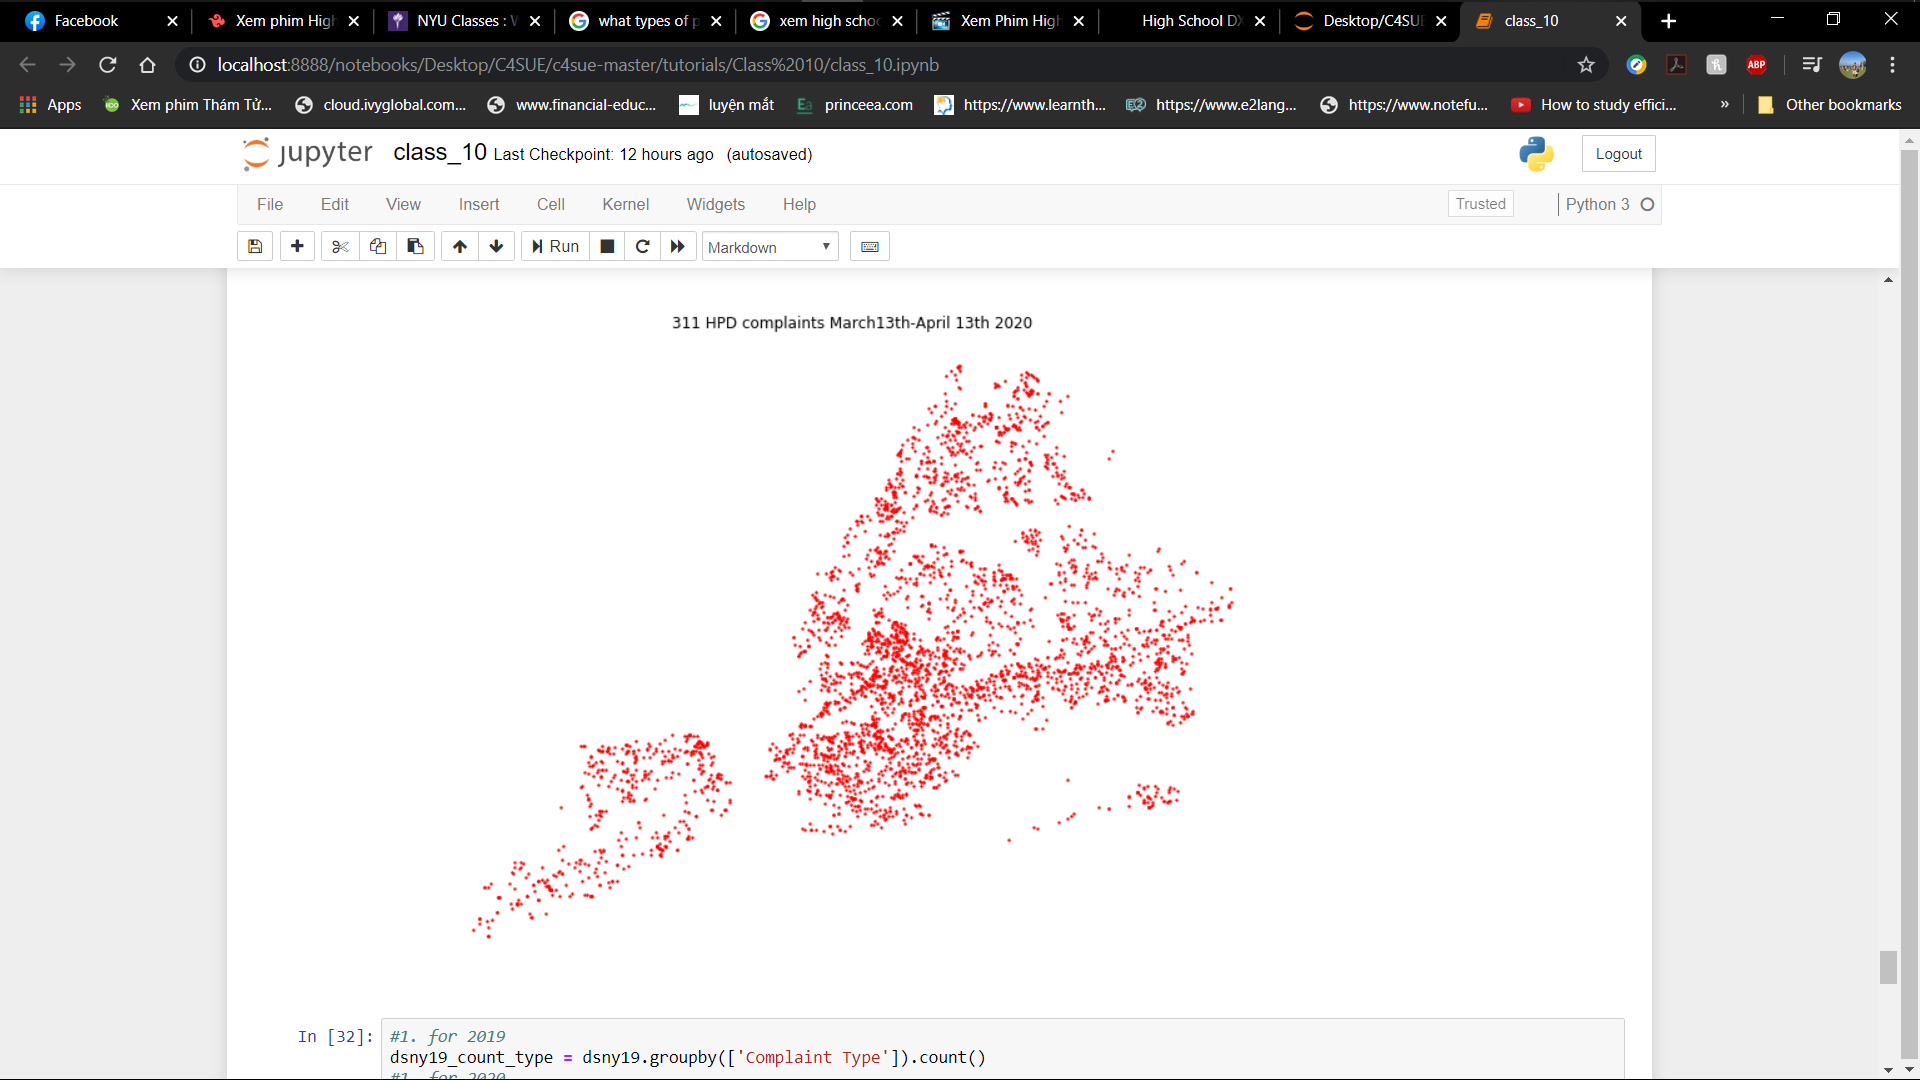 Facebook
Xem phim High
NYU Classes : W
what types of p
xem high schoo
Xem Phim High
High School DX
Desktop/C4SUE
class_10
localhost:8888/notebooks/Desktop/C4SUE/c4sue-master/tutorials/Class%2010/class_10.ipynb
ABP
Apps
Xem phim Thám Tử...
cloud.ivyglobal.com...
www.financial-educ...
luyện mắt
Ea princeea.com
https://www.learnth...
https://www.e2lang...
https://www.notefu...
How to study effici...
»
Other bookmarks
jupyter class_10 Last Checkpoint: 12 hours ago (autosaved)
Logout
File Edit View Insert Cell Kernel Widgets Help
Trusted
Python 3
Run
Markdown
311 HPD complaints March13th-April 13th 2020
In [32]: #1. for 2019
dsny19_count_type = dsny19.groupby(['Complaint Type']).count()
#1. for 2020